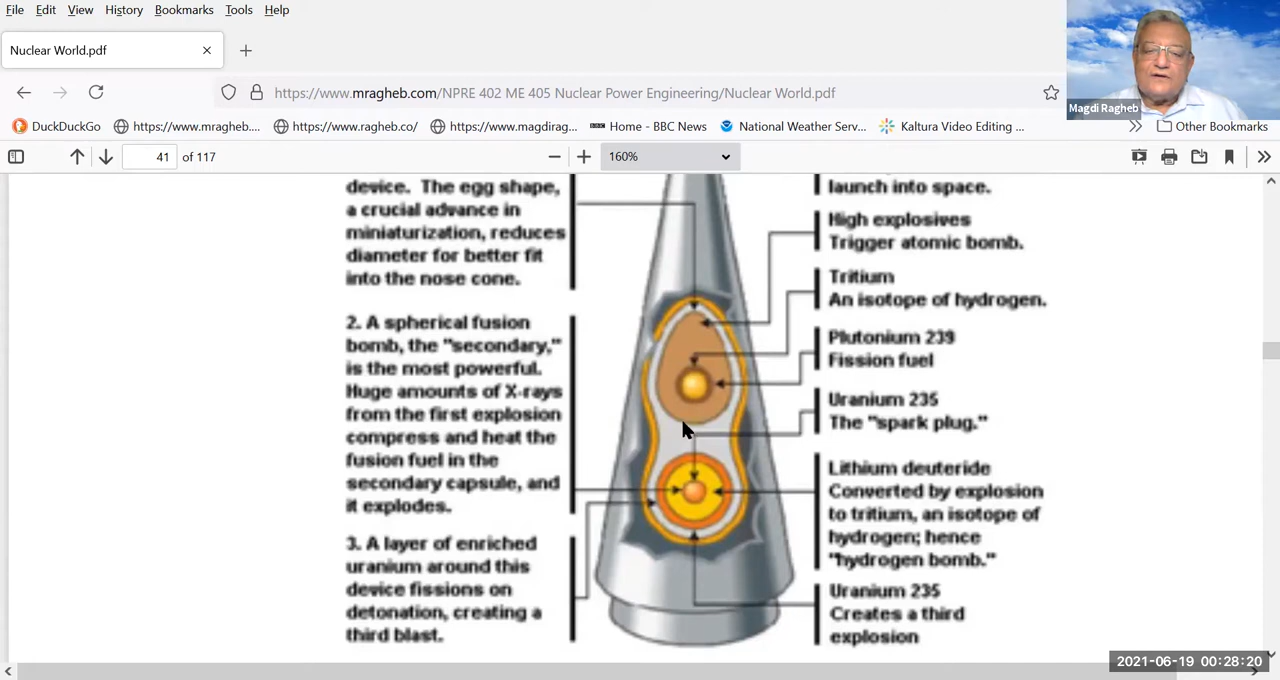 File Edit View History Bookmarks Tools Help
Nuclear World.pdf
https://www.mragheb.com/NPRE 402 ME 405 Nuclear Power Engineering/Nuclear World.pdf
Magdi Ragheb
DuckDuckGo https://www.mragheb.... https://www.ragheb.co/ https://www.magdirag... Home - BBC News National Weather Serv... Kaltura Video Editing ... Other Bookmarks
41 of 117 160%
device. The egg shape,
a crucial advance in
miniaturization, reduces
diameter for better fit
into the nose cone.
2. A spherical fusion
bomb, the "secondary,"
is the most powerful.
Huge amounts of X-rays
from the first explosion
compress and heat the
fusion fuel in the
secondary capsule, and
it explodes.
3. A layer of enriched
uranium around this
device fissions on
detonation, creating a
third blast.
launch into space.
High explosives
Trigger atomic bomb.
Tritium
An isotope of hydrogen.
Plutonium 239
Fission fuel
Uranium 235
The "spark plug."
Lithium deuteride
Converted by explosion
to tritium, an isotope of
hydrogen; hence
"hydrogen bomb."
Uranium 235
Creates a third
explosion
2021-06-19 00:28:20